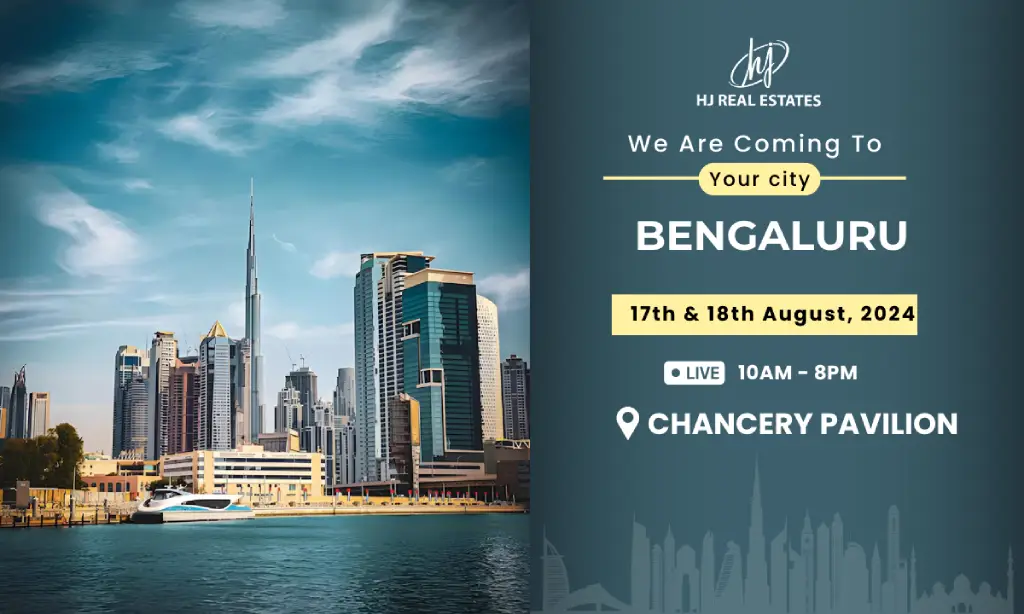 hj
HJ REAL ESTATES
We Are Coming To
Your city
BENGALURU
17th & 18th August, 2024
LIVE 10AM - 8PM
CHANCERY PAVILION